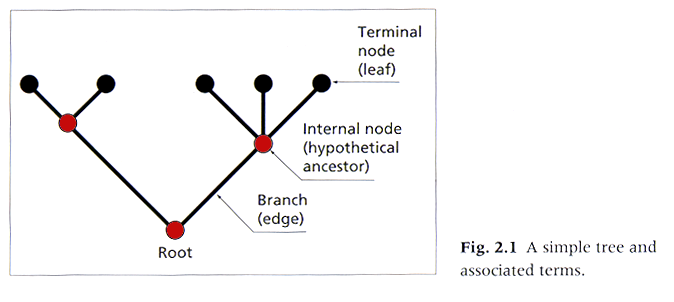 Terminal
node
(leaf)
Internal node
(hypothetical
ancestor)
Branch
(edge)
Root
Fig. 2.1 A simple tree and
associated terms.